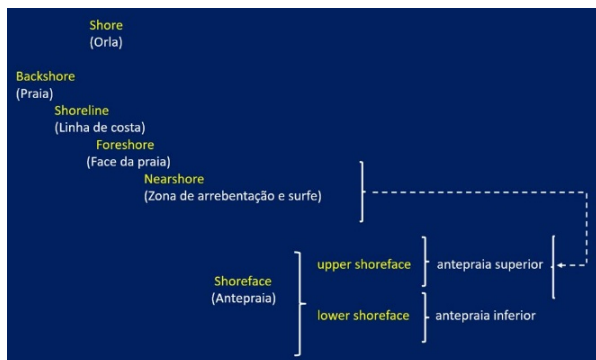 Shore
(Orla)
Backshore
(Praia)
Shoreline
(Linha de costa)
Foreshore
(Face da praia)
Nearshore
(Zona de arrebentação e surfe)
Shoreface
(Antepraia)
upper shoreface
antepraia superior
lower shoreface
antepraia inferior